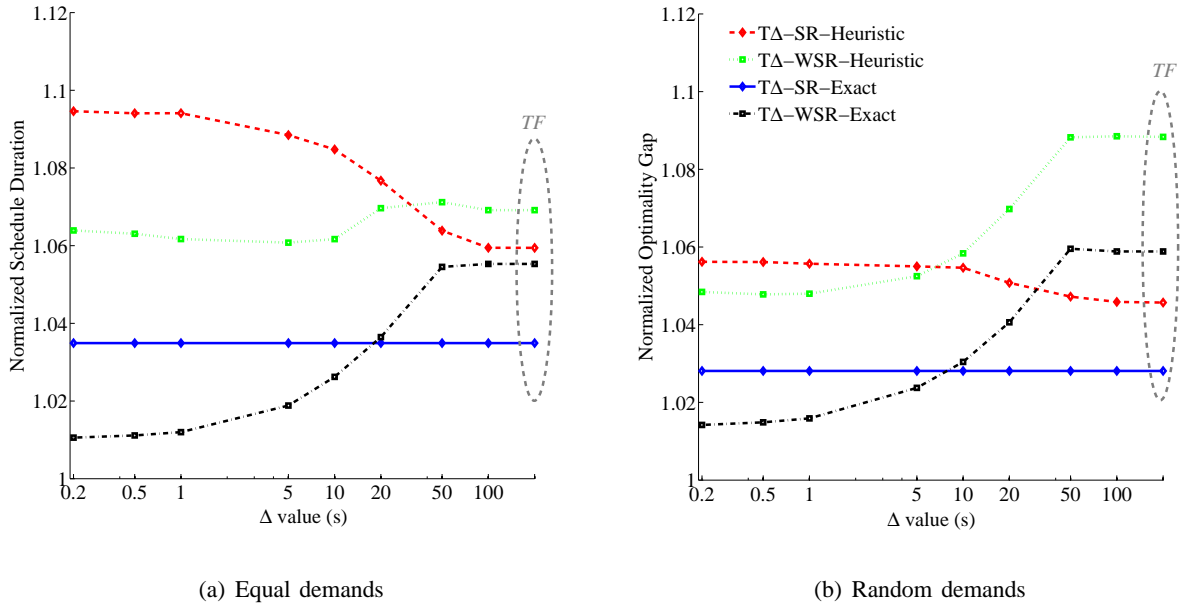 1.12
1.1
1.08
1.06
1.04
1.02
1
Normalized Schedule Duration
TF
0.2 0.5 1 5 10 20 50 100
Δ value (s)
(a) Equal demands
1.12
1.1
1.08
1.06
1.04
1.02
1
Normalized Optimality Gap
TΔ−SR−Heuristic
TΔ−WSR−Heuristic
TΔ−SR−Exact
TΔ−WSR−Exact
TF
0.2 0.5 1 5 10 20 50 100
Δ value (s)
(b) Random demands